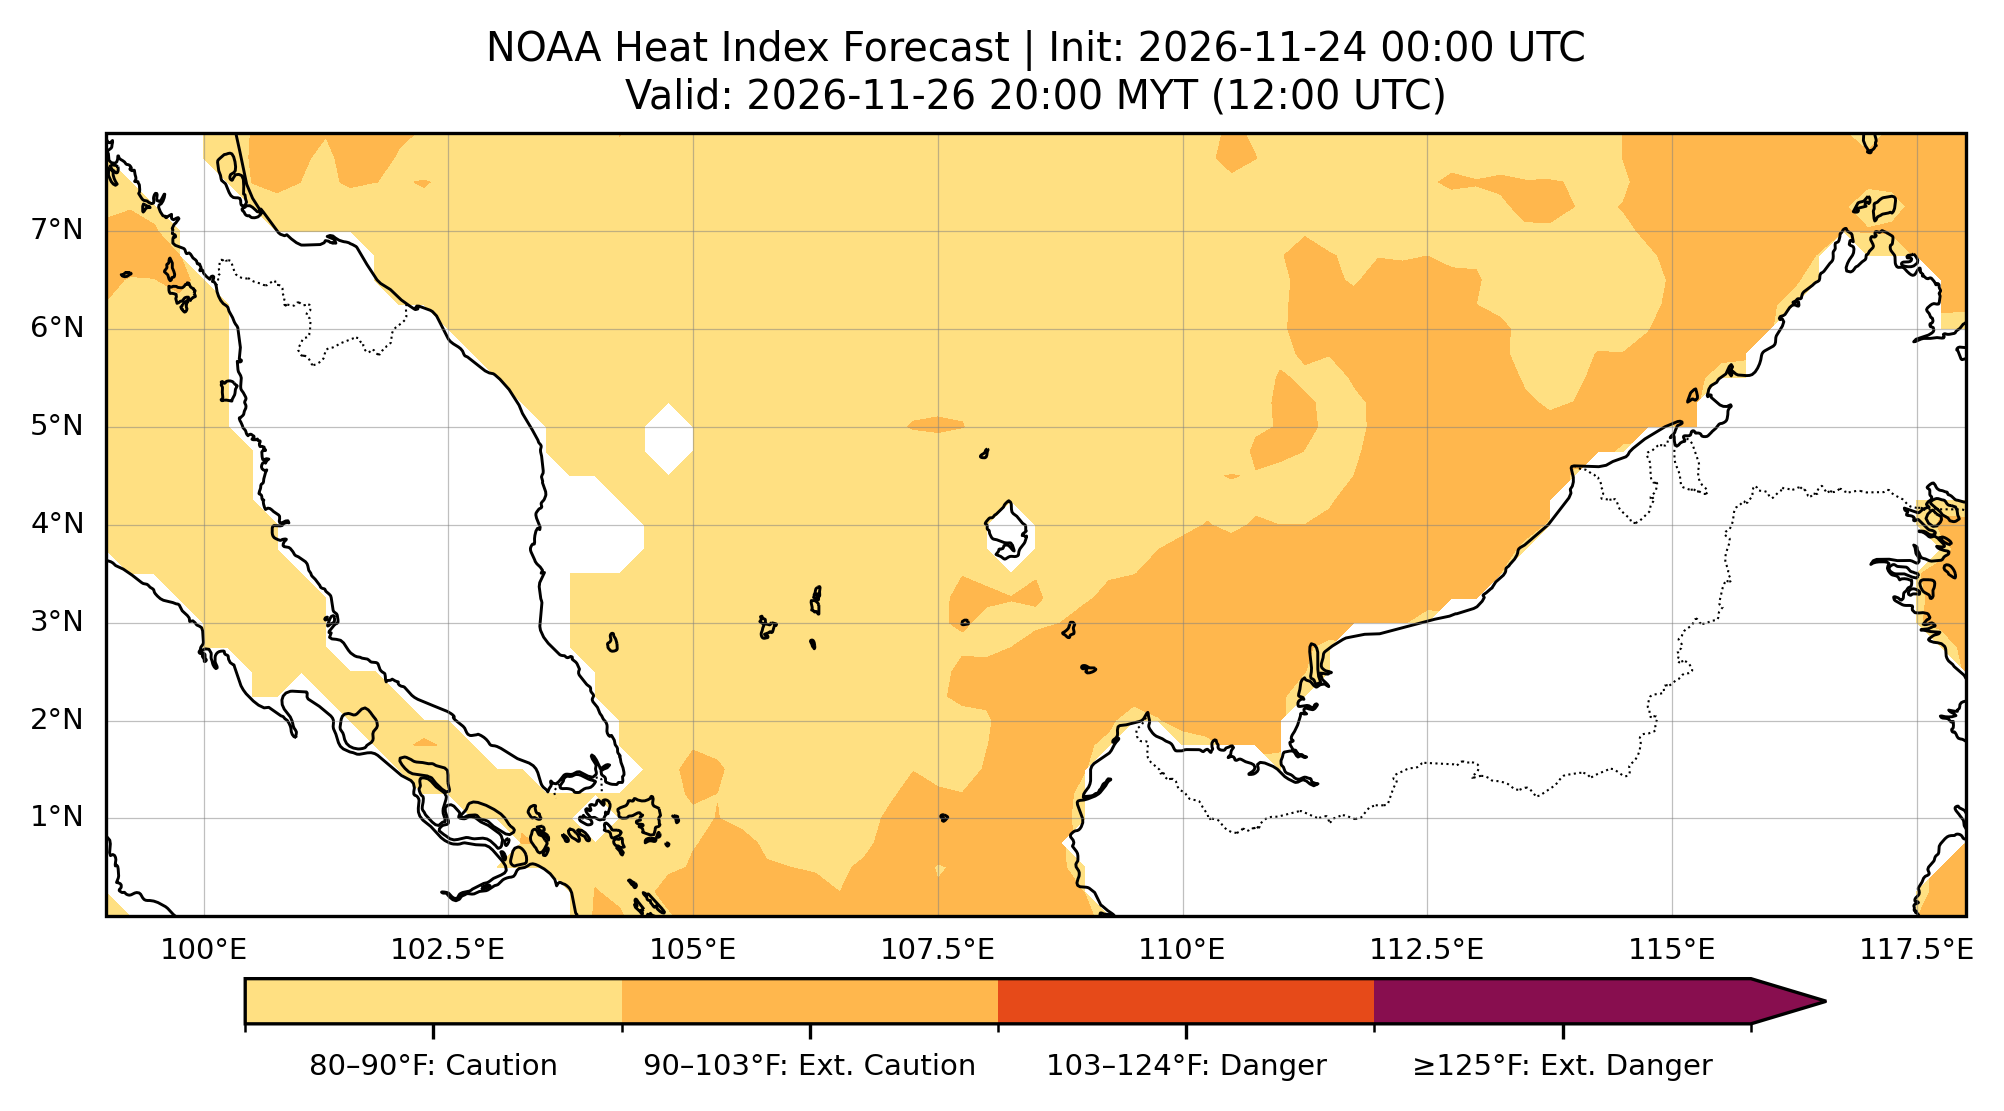 NOAA Heat Index Forecast | Init: 2026-11-24 00:00 UTC
Valid: 2026-11-26 20:00 MYT (12:00 UTC)
7°N
6°N
5°N
4°N
3°N
2°N
1°N
100°E 102.5°E 105°E 107.5°E 110°E 112.5°E 115°E 117.5°E
80–90°F: Caution 90–103°F: Ext. Caution 103–124°F: Danger ≥125°F: Ext. Danger